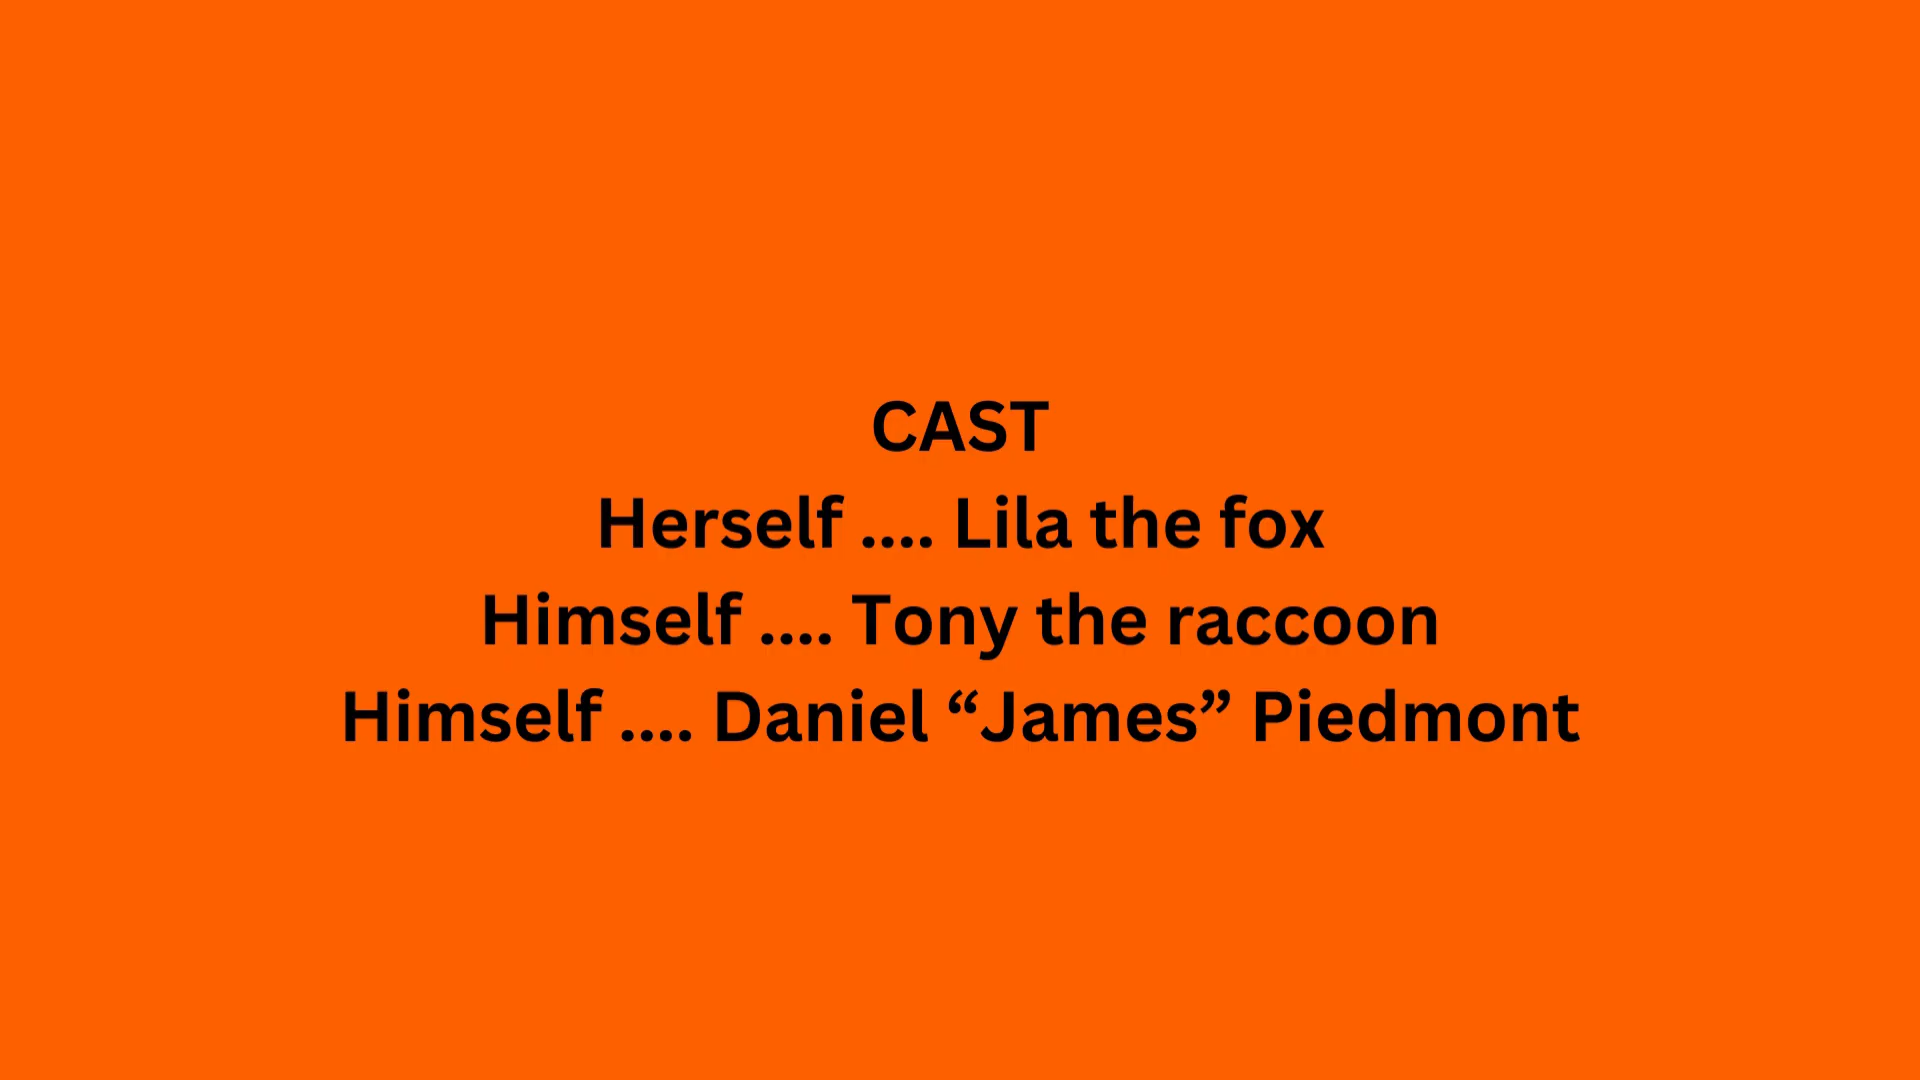 CAST
Herself .... Lila the fox
Himself .... Tony the raccoon
Himself .... Daniel “James” Piedmont